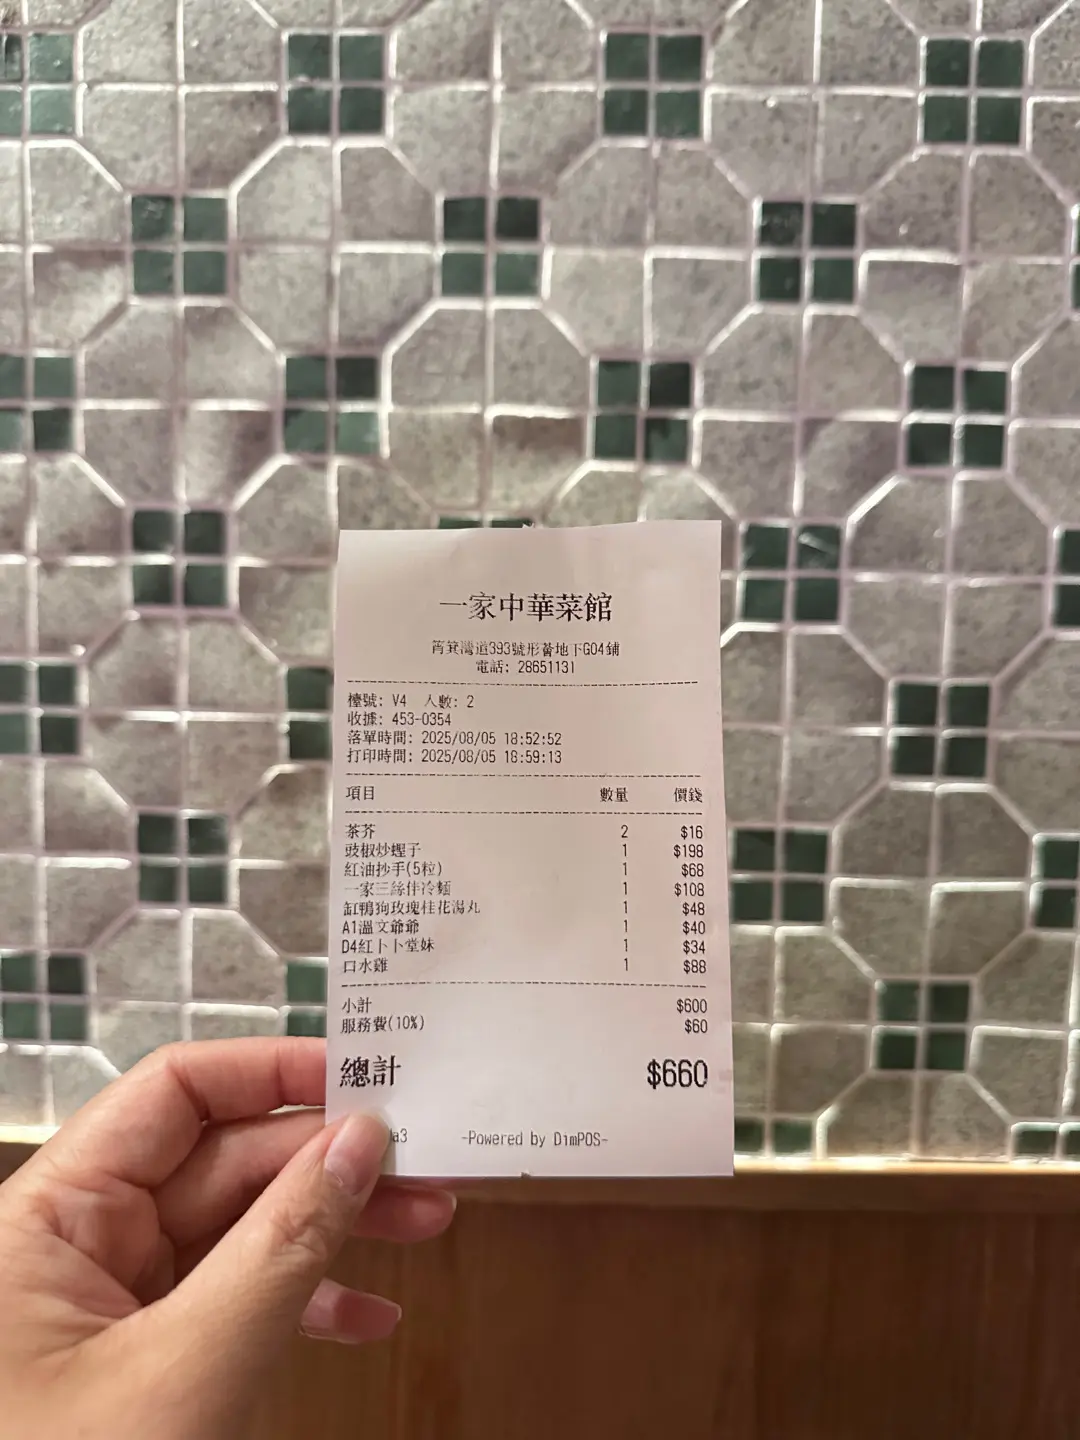 一家中華菜館
筲箕灣道393號形薈地下G04鋪
電話: 28651131
檯號: V4 人數: 2
收據: 453-0354
落單時間: 2025/08/05 18:52:52
打印時間: 2025/08/05 18:59:13
項目 數量 價錢
茶芥 2 $16
豉椒炒蟶子 1 $198
紅油抄手(5粒) 1 $68
一家三絲伴冷麵 1 $108
缸鴨狗玫瑰桂花湯丸 1 $48
A1溫文爺爺 1 $40
D4紅卜卜堂妹 1 $34
口水雞 1 $88
小計 $600
服務費(10%) $60
總計 $660
a3 -Powered by DimPOS-